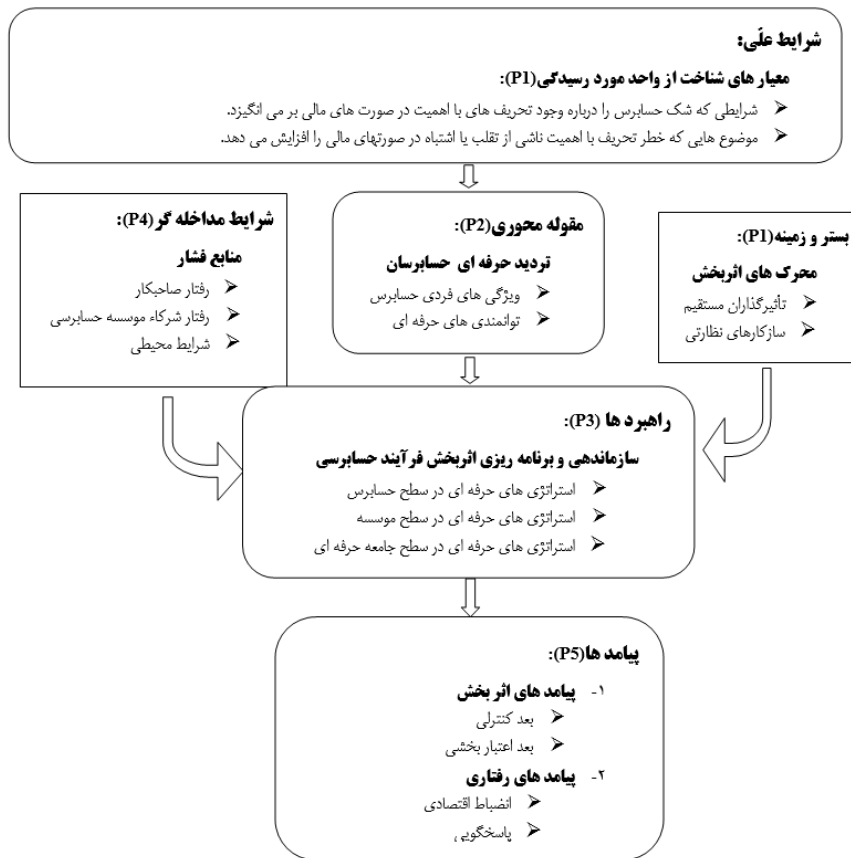 شرایط علّی:
معیار های شناخت از واحد مورد رسیدگی(P1):
شرایطی که شک حسابرس را درباره وجود تحریف های با اهمیت در صورت های مالی بر می انگیزد.
موضوع هایی که خطر تحریف با اهمیت ناشی از تقلب یا اشتباه در صورتهای مالی را افزایش می دهد.
بستر و زمینه(P1):
محرک های اثربخش
تأثیرگذاران مستقیم
سازکارهای نظارتی
مقوله محوری(P2):
تردید حرفه ای حسابرسان
ویژگی های فردی حسابرس
توانمندی های حرفه ای
شرایط مداخله گر(P4):
منابع فشار
رفتار صاحبکار
رفتار شرکاء موسسه حسابرسی
شرایط محیطی
راهبرد ها (P3):
سازماندهی و برنامه ریزی اثربخش فرآیند حسابرسی
استراتژی های حرفه ای در سطح حسابرس
استراتژی های حرفه ای در سطح موسسه
استراتژی های حرفه ای در سطح جامعه حرفه ای
پیامد ها(P5):
۱- پیامد های اثر بخش
بعد کنترلی
بعد اعتبار بخشی
۲- پیامد های رفتاری
انضباط اقتصادی
پاسخگویی